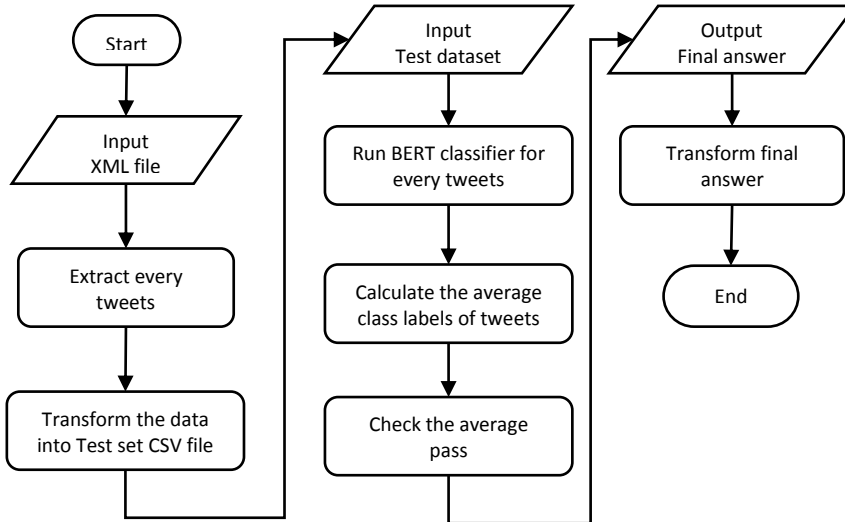 Start
Input
XML file
Extract every
tweets
Transform the data
into Test set CSV file
Input
Test dataset
Run BERT classifier for
every tweets
Calculate the average
class labels of tweets
Check the average
pass
Output
Final answer
Transform final
answer
End